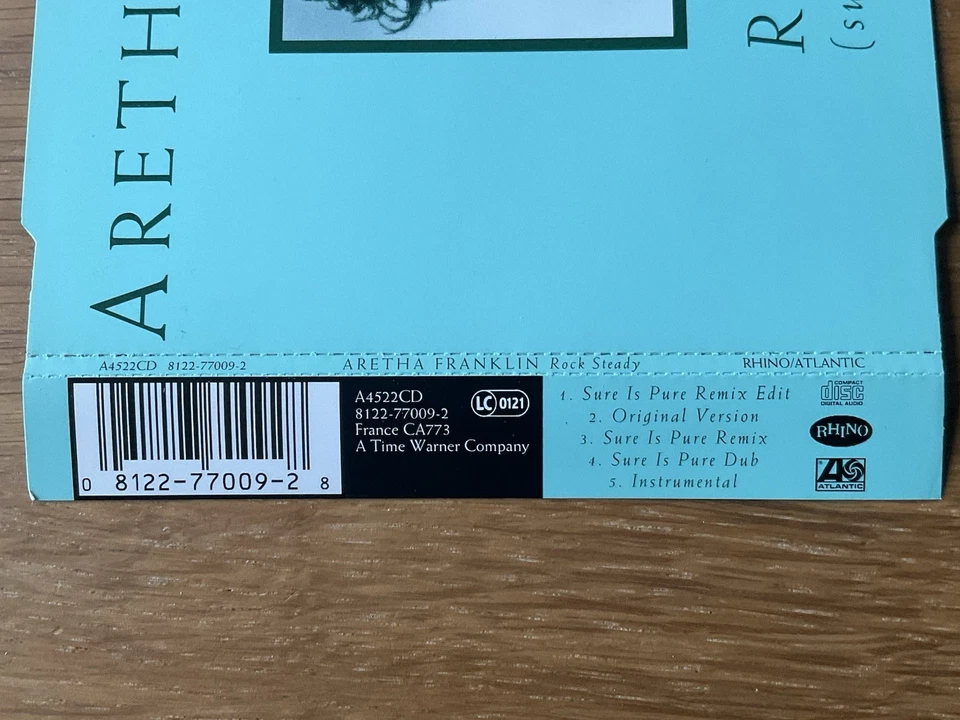 ARETH
R
(su
A4522CD 8122-77009-2
ARETHA FRANKLIN Rock Steady
RHINO/ATLANTIC
0 8122-77009-2 8
A4522CD
8122-77009-2
France CA773
A Time Warner Company
LC 0121
1. Sure Is Pure Remix Edit
2. Original Version
3. Sure Is Pure Remix
4. Sure Is Pure Dub
5. Instrumental
COMPACT
disc
DIGITAL AUDIO
RHINO
ATLANTIC